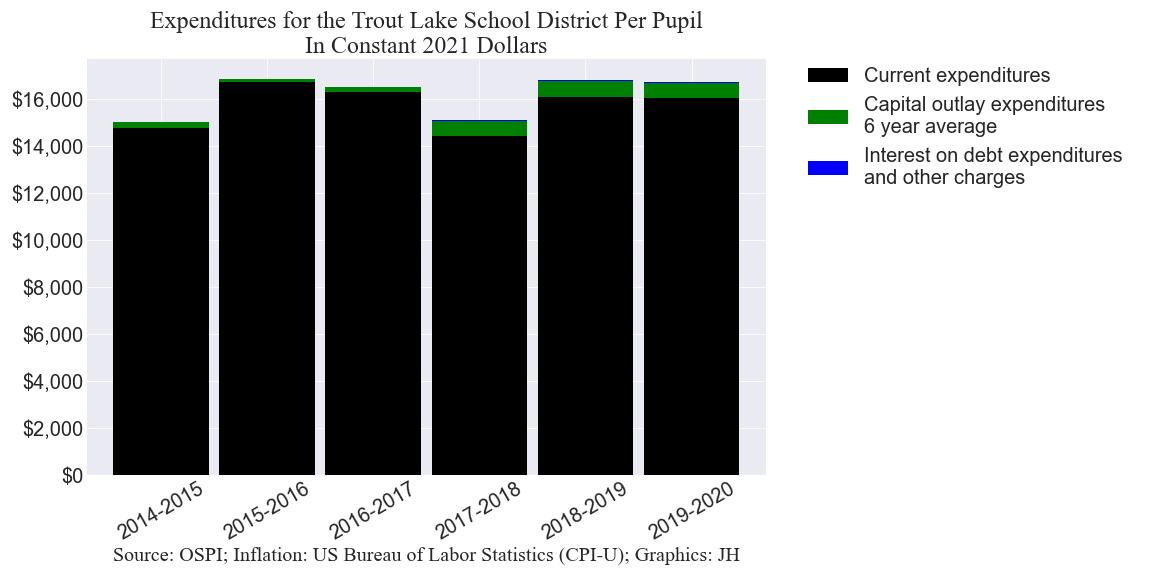 Expenditures for the Trout Lake School District Per Pupil
In Constant 2021 Dollars
$16,000
$14,000
$12,000
$10,000
$8,000
$6,000
$4,000
$2,000
$0
2014-2015
2015-2016
2016-2017
2017-2018
2018-2019
2019-2020
Current expenditures
Capital outlay expenditures
6 year average
Interest on debt expenditures
and other charges
Source: OSPI; Inflation: US Bureau of Labor Statistics (CPI-U); Graphics: JH